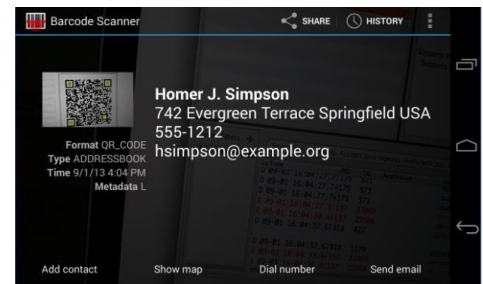 Barcode Scanner
SHARE
HISTORY
Homer J. Simpson
742 Evergreen Terrace Springfield USA
555-1212
hsimpson@example.org
Format QR_CODE
Type ADDRESSBOOK
Time 9/1/13 4:04 PM
Metadata L
Add contact
Show map
Dial number
Send email